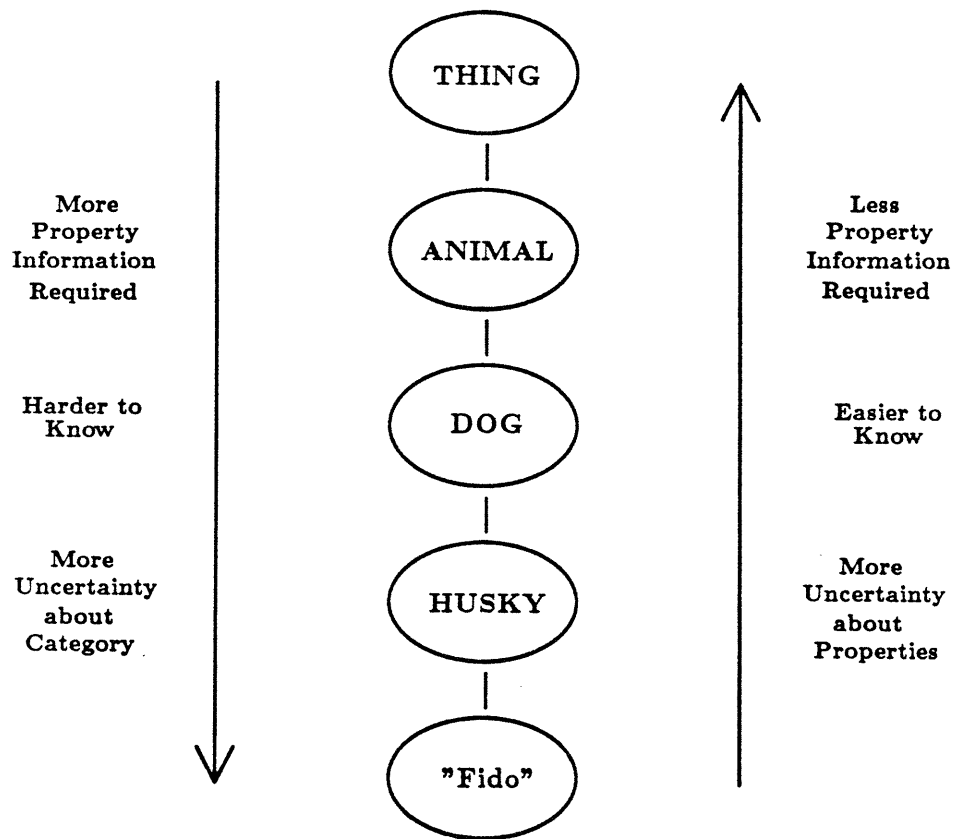 THING
More
Property
Information
Required
ANIMAL
Less
Property
Information
Required
Harder to
Know
DOG
Easier to
Know
More
Uncertainty
about
Category
HUSKY
More
Uncertainty
about
Properties
"Fido"